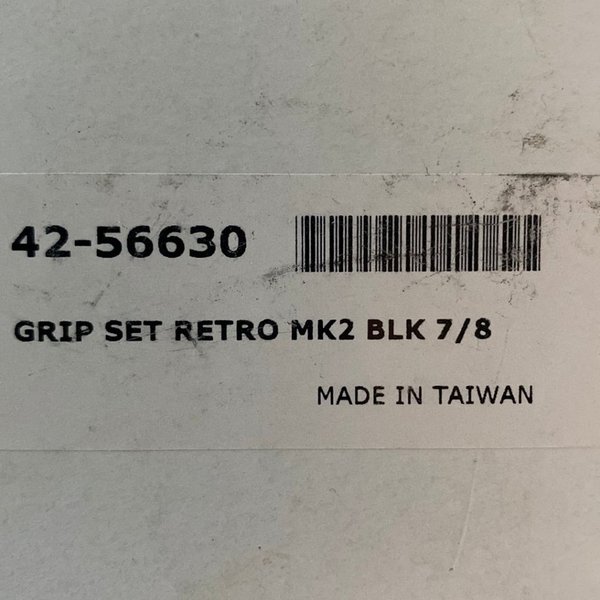 42-56630
GRIP SET RETRO MK2 BLK 7/8
MADE IN TAIWAN